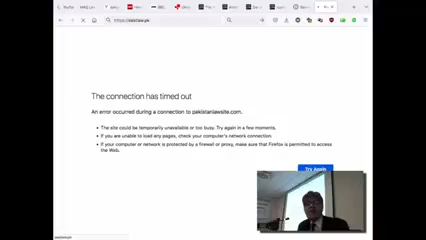 YouTube
BBC
https://
The connection has timed out
An error occurred during a connection to pakistanlawsite.com.
The site could be temporarily unavailable or too busy. Try again in a few moments.
If you are unable to load any pages, check your computer's network connection.
If your computer or network is protected by a firewall or proxy, make sure that Firefox is permitted to access
the Web.
Try Again